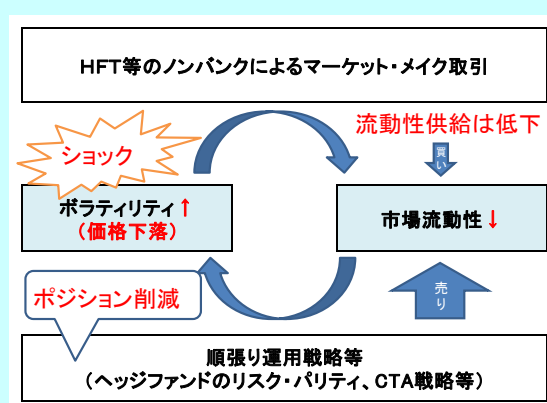 HFT等のノンバンクによるマーケット・メイク取引
ショック
流動性供給は低下
買い
ボラティリティ↑
（価格下落）
市場流動性↓
ポジション削減
売り
順張り運用戦略等
（ヘッジファンドのリスク・パリティ、CTA戦略等）